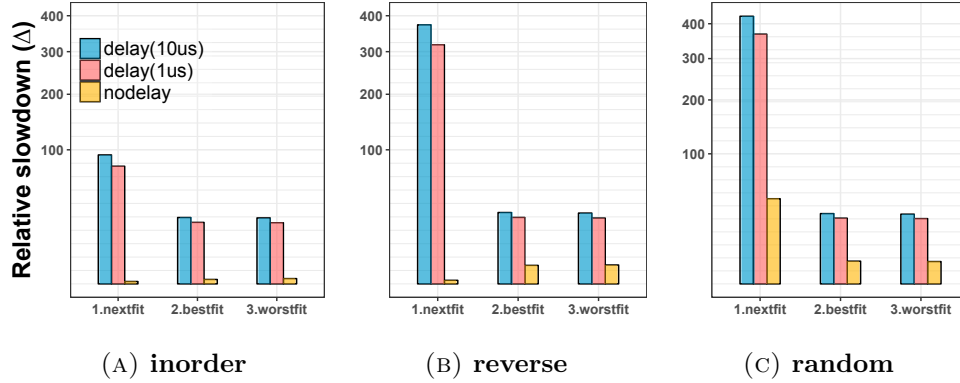 Relative slowdown (Δ)
400
300
200
100
delay(10us)
delay(1us)
nodelay
1.nextfit 2.bestfit 3.worstfit
(A) inorder
400
300
200
100
1.nextfit 2.bestfit 3.worstfit
(B) reverse
400
300
200
100
1.nextfit 2.bestfit 3.worstfit
(C) random